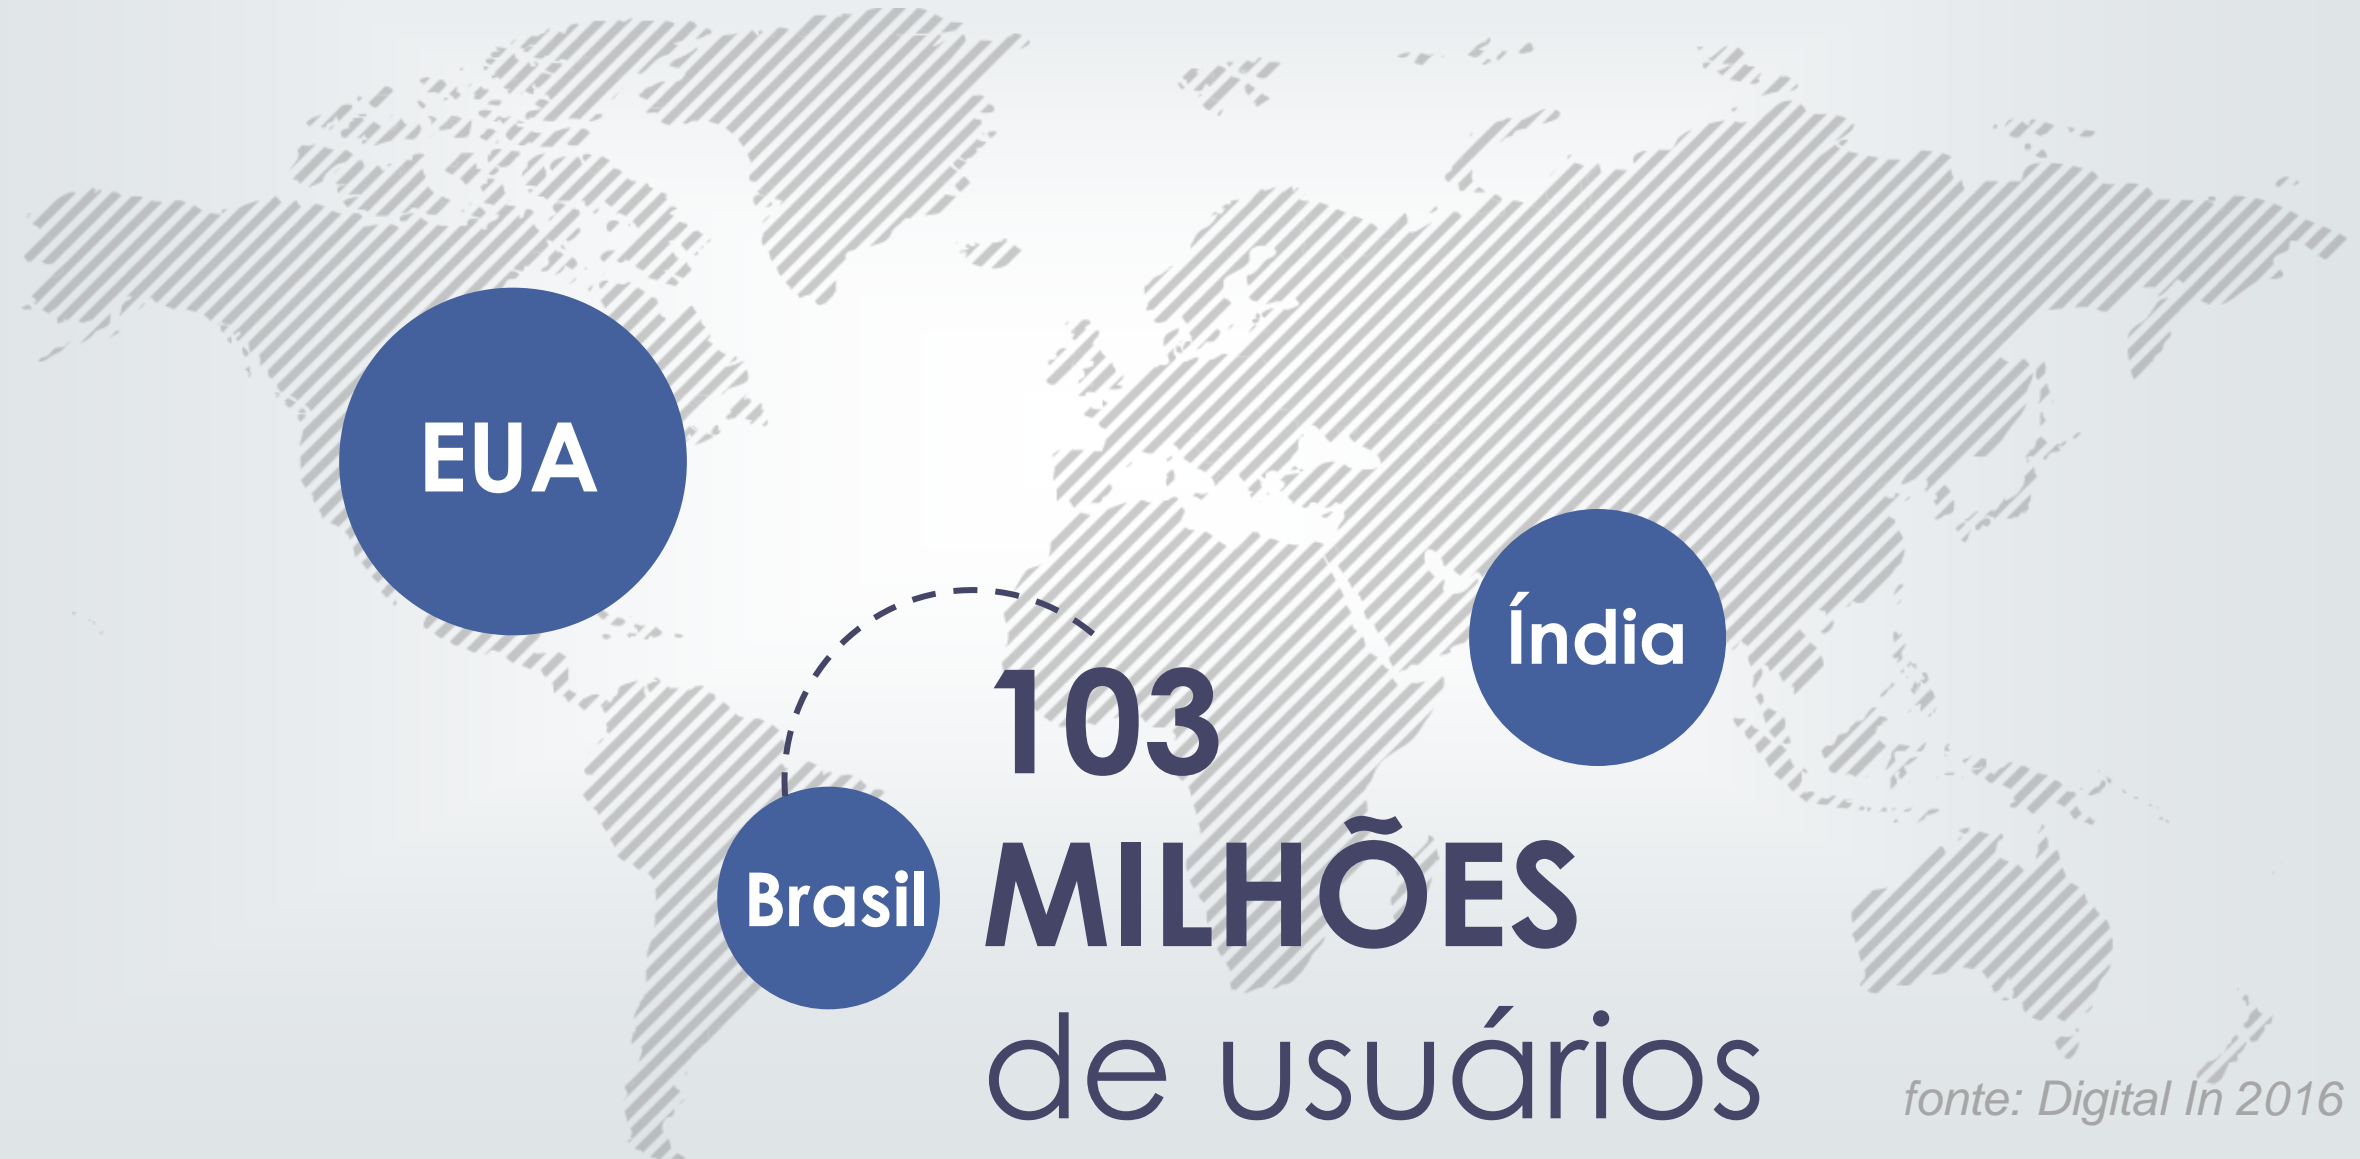 EUA
Índia
103
MILHÕES
de usuários
Brasil
fonte: Digital In 2016